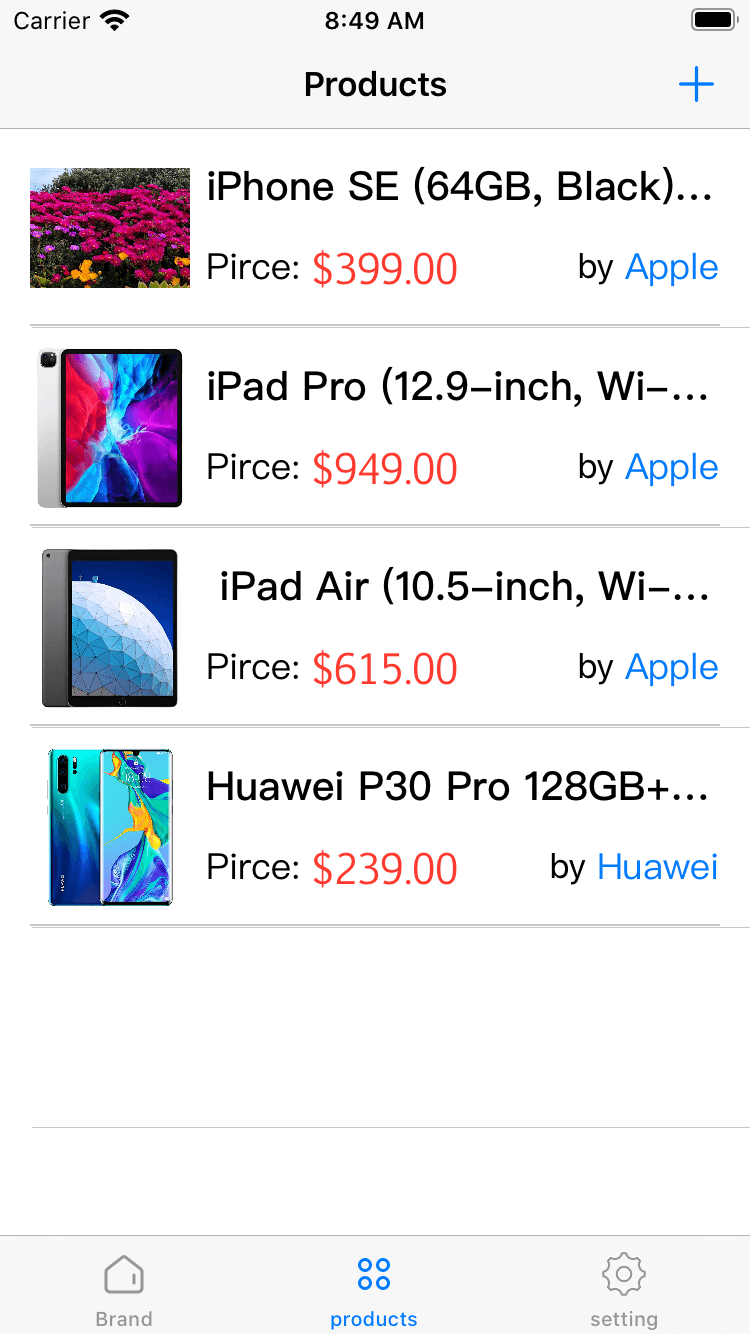 Carrier 8:49 AM
Products
iPhone SE (64GB, Black)...
Pirce: $399.00 by Apple
iPad Pro (12.9-inch, Wi-...
Pirce: $949.00 by Apple
iPad Air (10.5-inch, Wi-...
Pirce: $615.00 by Apple
Huawei P30 Pro 128GB+...
Pirce: $239.00 by Huawei
Brand products setting